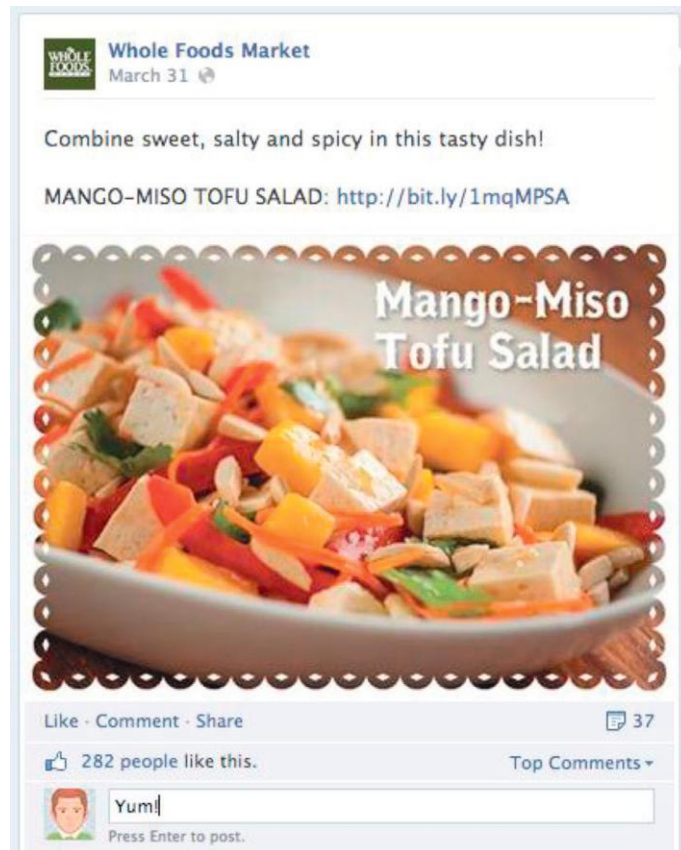 WHOLE
FOODS
MARKET
Whole Foods Market
March 31
Combine sweet, salty and spicy in this tasty dish!
MANGO-MISO TOFU SALAD: http://bit.ly/1mqMPSA
Mango-Miso
Tofu Salad
Like · Comment · Share
37
282 people like this.
Top Comments
Yum!
Press Enter to post.